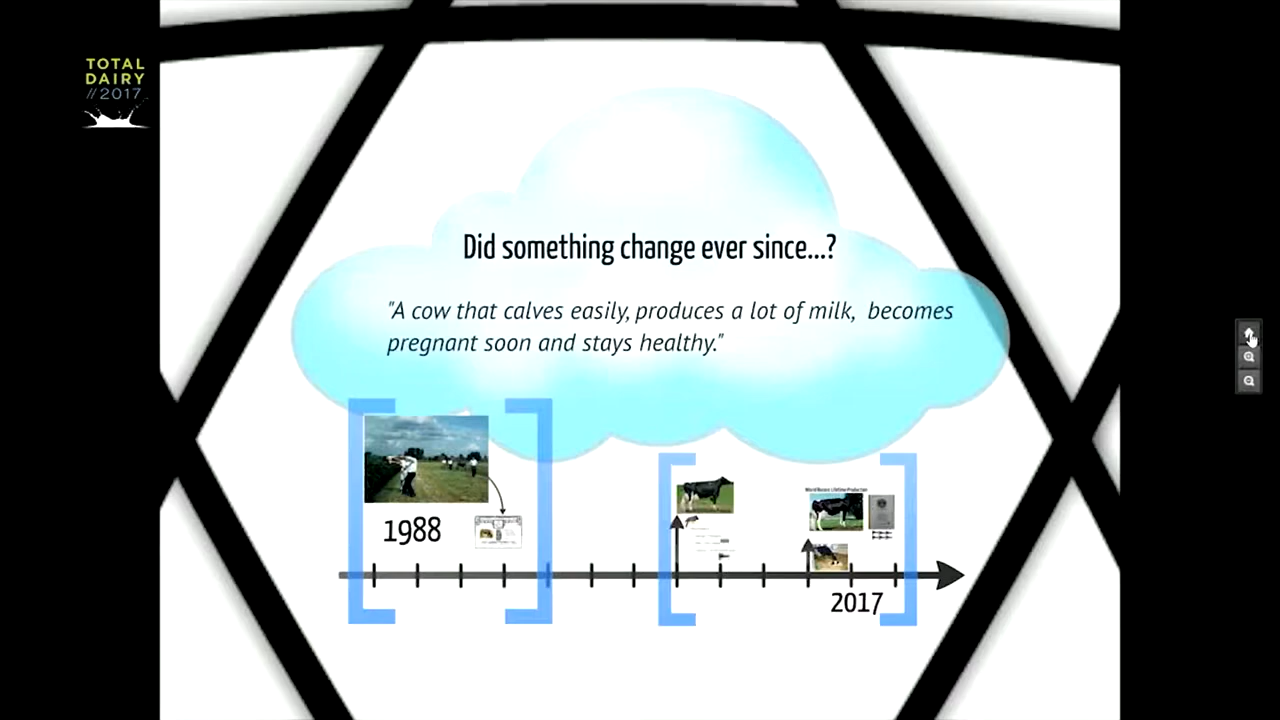 TOTAL
DAIRY
//2017
Did something change ever since...?
"A cow that calves easily, produces a lot of milk,  becomes
pregnant soon and stays healthy."
1988
2017